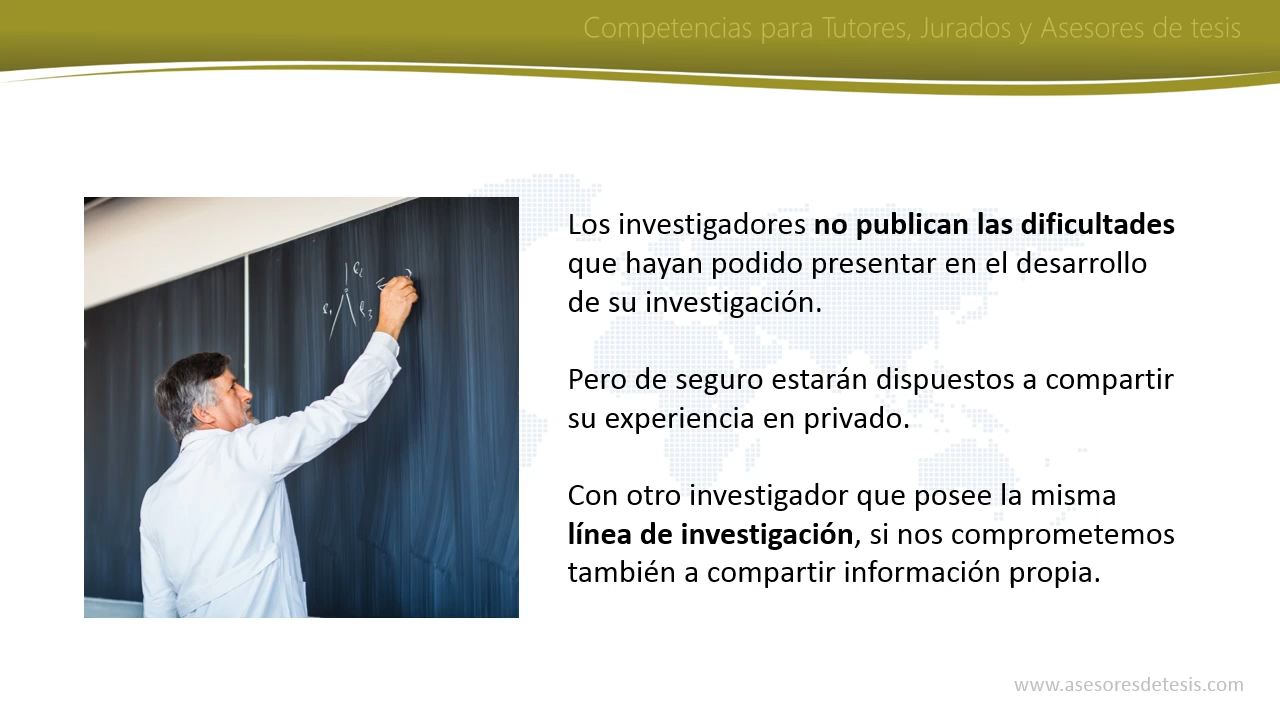 Competencias para Tutores, Jurados y Asesores de tesis
Los investigadores no publican las dificultades
que hayan podido presentar en el desarrollo
de su investigación.
Pero de seguro estarán dispuestos a compartir
su experiencia en privado.
Con otro investigador que posee la misma
línea de investigación, si nos comprometemos
también a compartir información propia.
www.asesoresdetesis.com